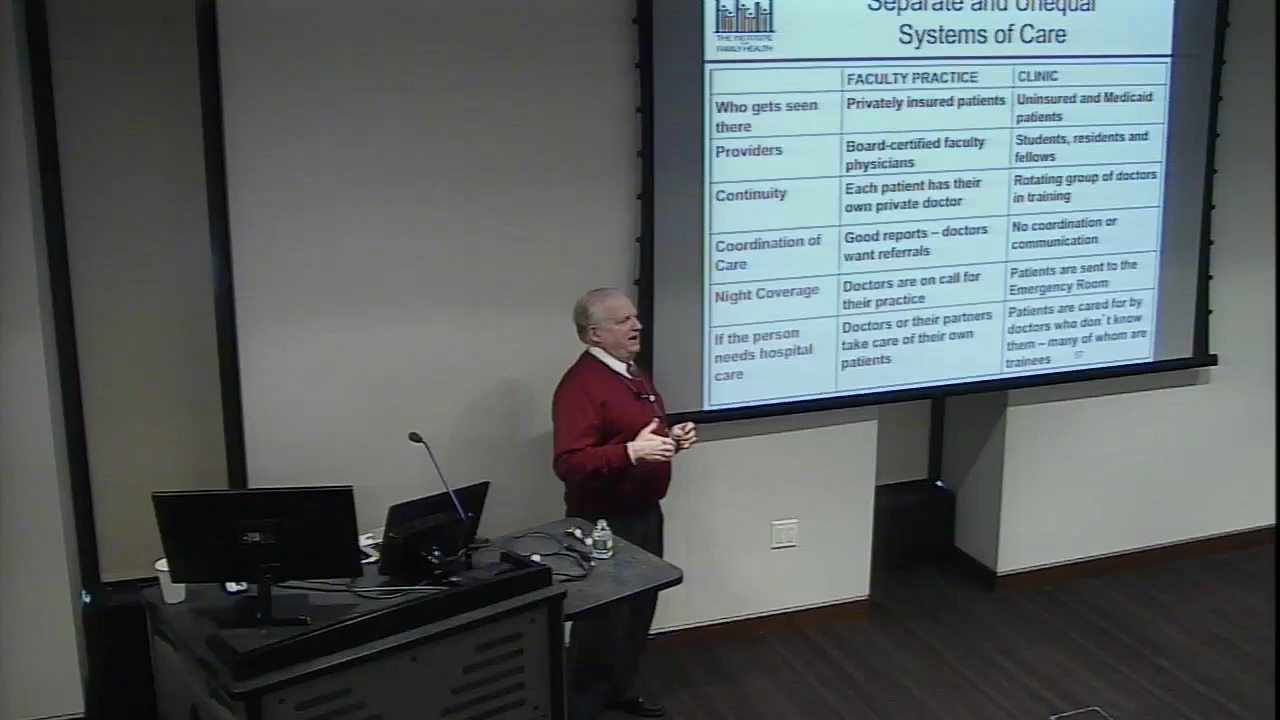 Separate and Unequal
Systems of Care
THE INSTITUTE
FAMILY HEALTH
FACULTY PRACTICE
CLINIC
Who gets seen
there
Privately insured patients
Uninsured and Medicaid
patients
Providers
Board-certified faculty
physicians
Students, residents and
fellows
Continuity
Each patient has their
own private doctor
Rotating group of doctors
in training
Coordination of
Care
Good reports – doctors
want referrals
No coordination or
communication
Night Coverage
Doctors are on call for
their practice
Patients are sent to the
Emergency Room
If the person
needs hospital
care
Doctors or their partners
take care of their own
patients
Patients are cared for by
doctors who don't know
them – many of whom are
trainees